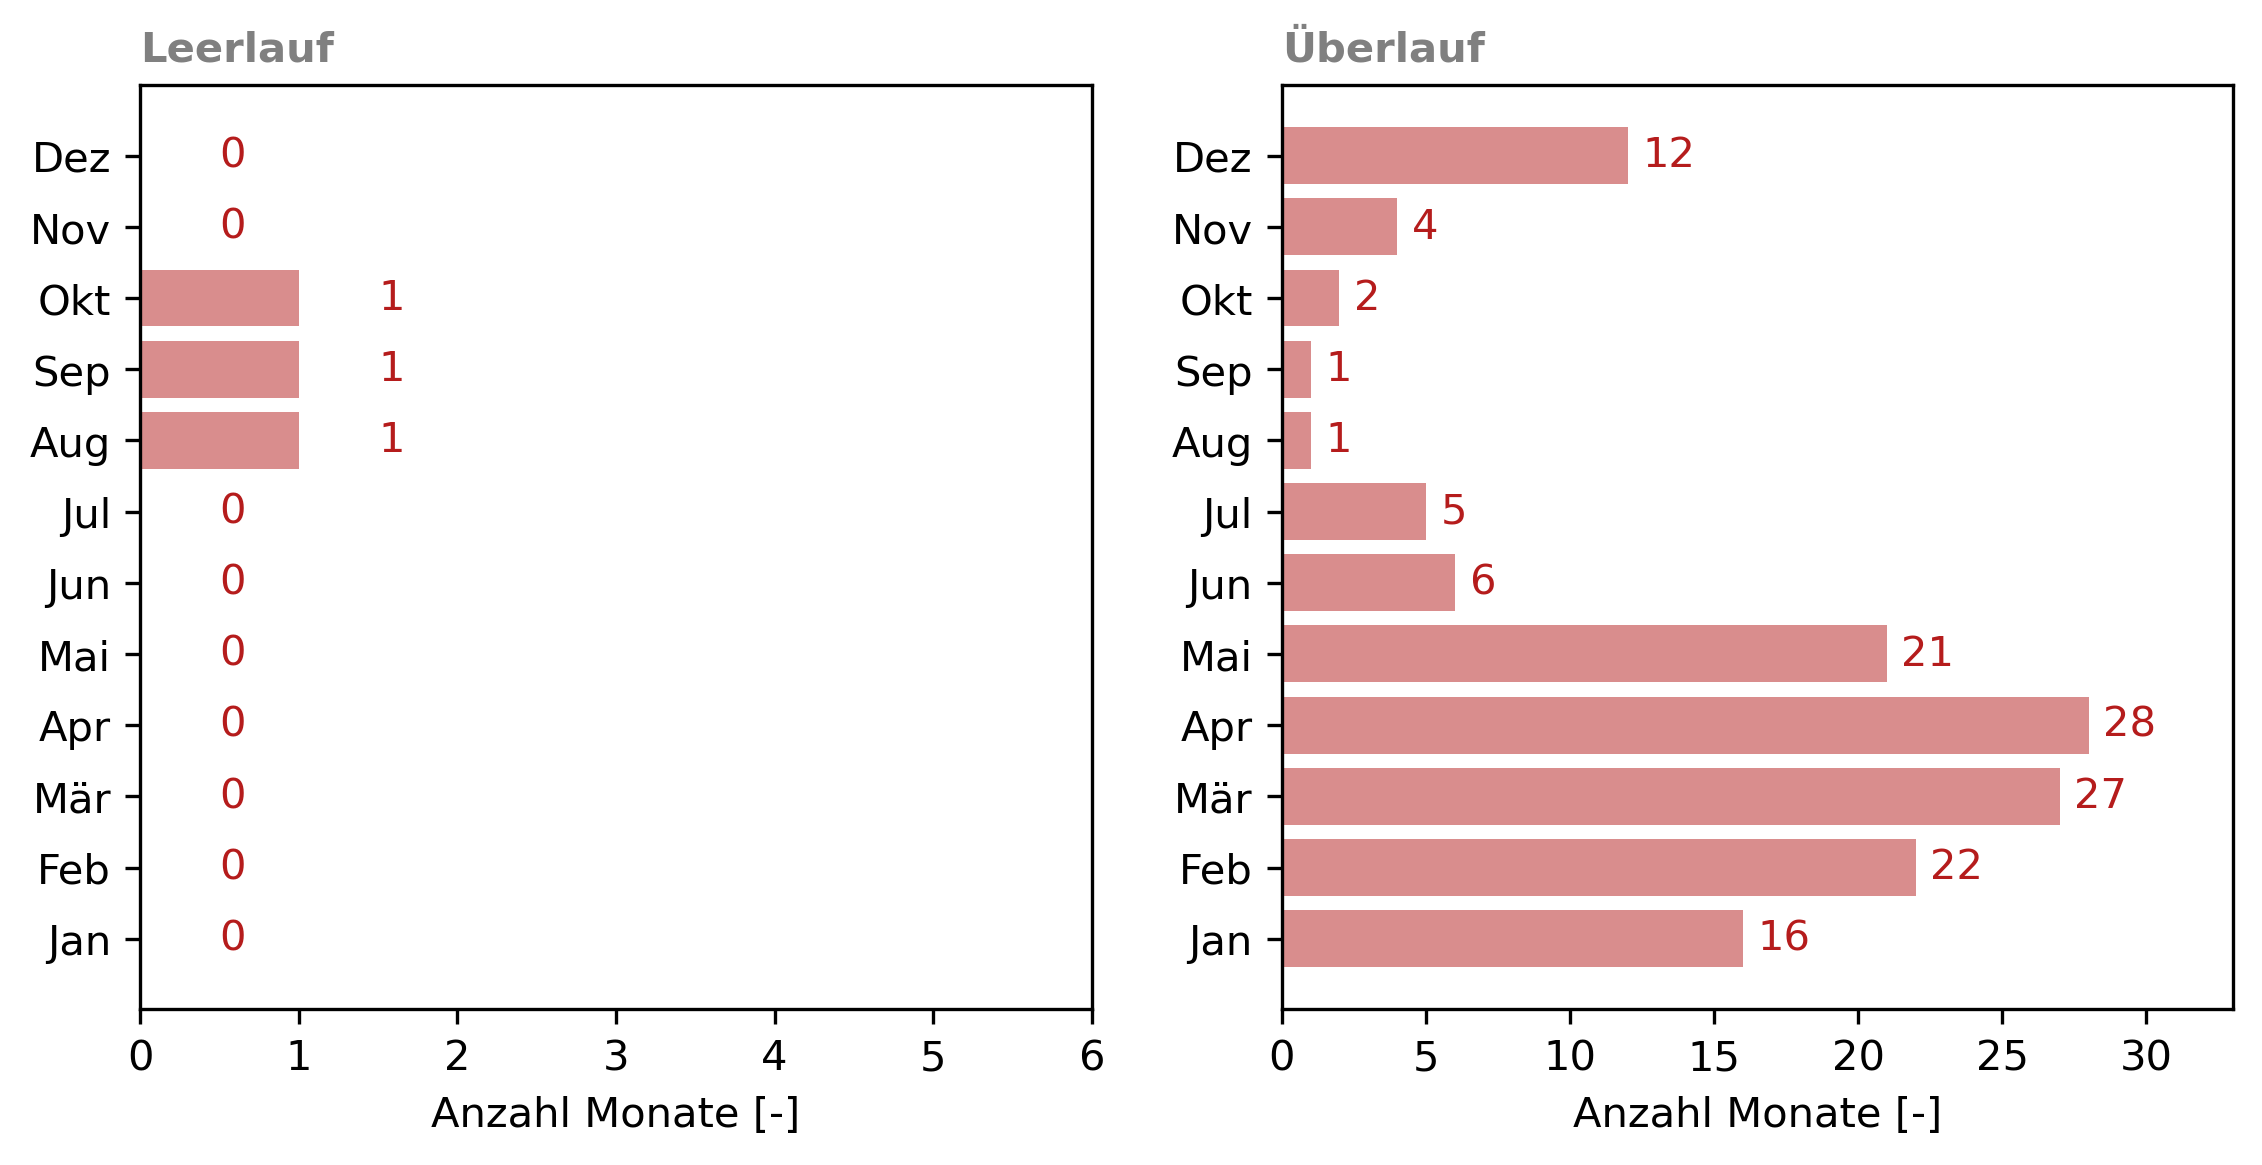 Leerlauf
Dez 0
Nov 0
Okt 1
Sep 1
Aug 1
Jul 0
Jun 0
Mai 0
Apr 0
Mär 0
Feb 0
Jan 0
0 1 2 3 4 5 6
Anzahl Monate [-]
Überlauf
Dez 12
Nov 4
Okt 2
Sep 1
Aug 1
Jul 5
Jun 6
Mai 21
Apr 28
Mär 27
Feb 22
Jan 16
0 5 10 15 20 25 30
Anzahl Monate [-]